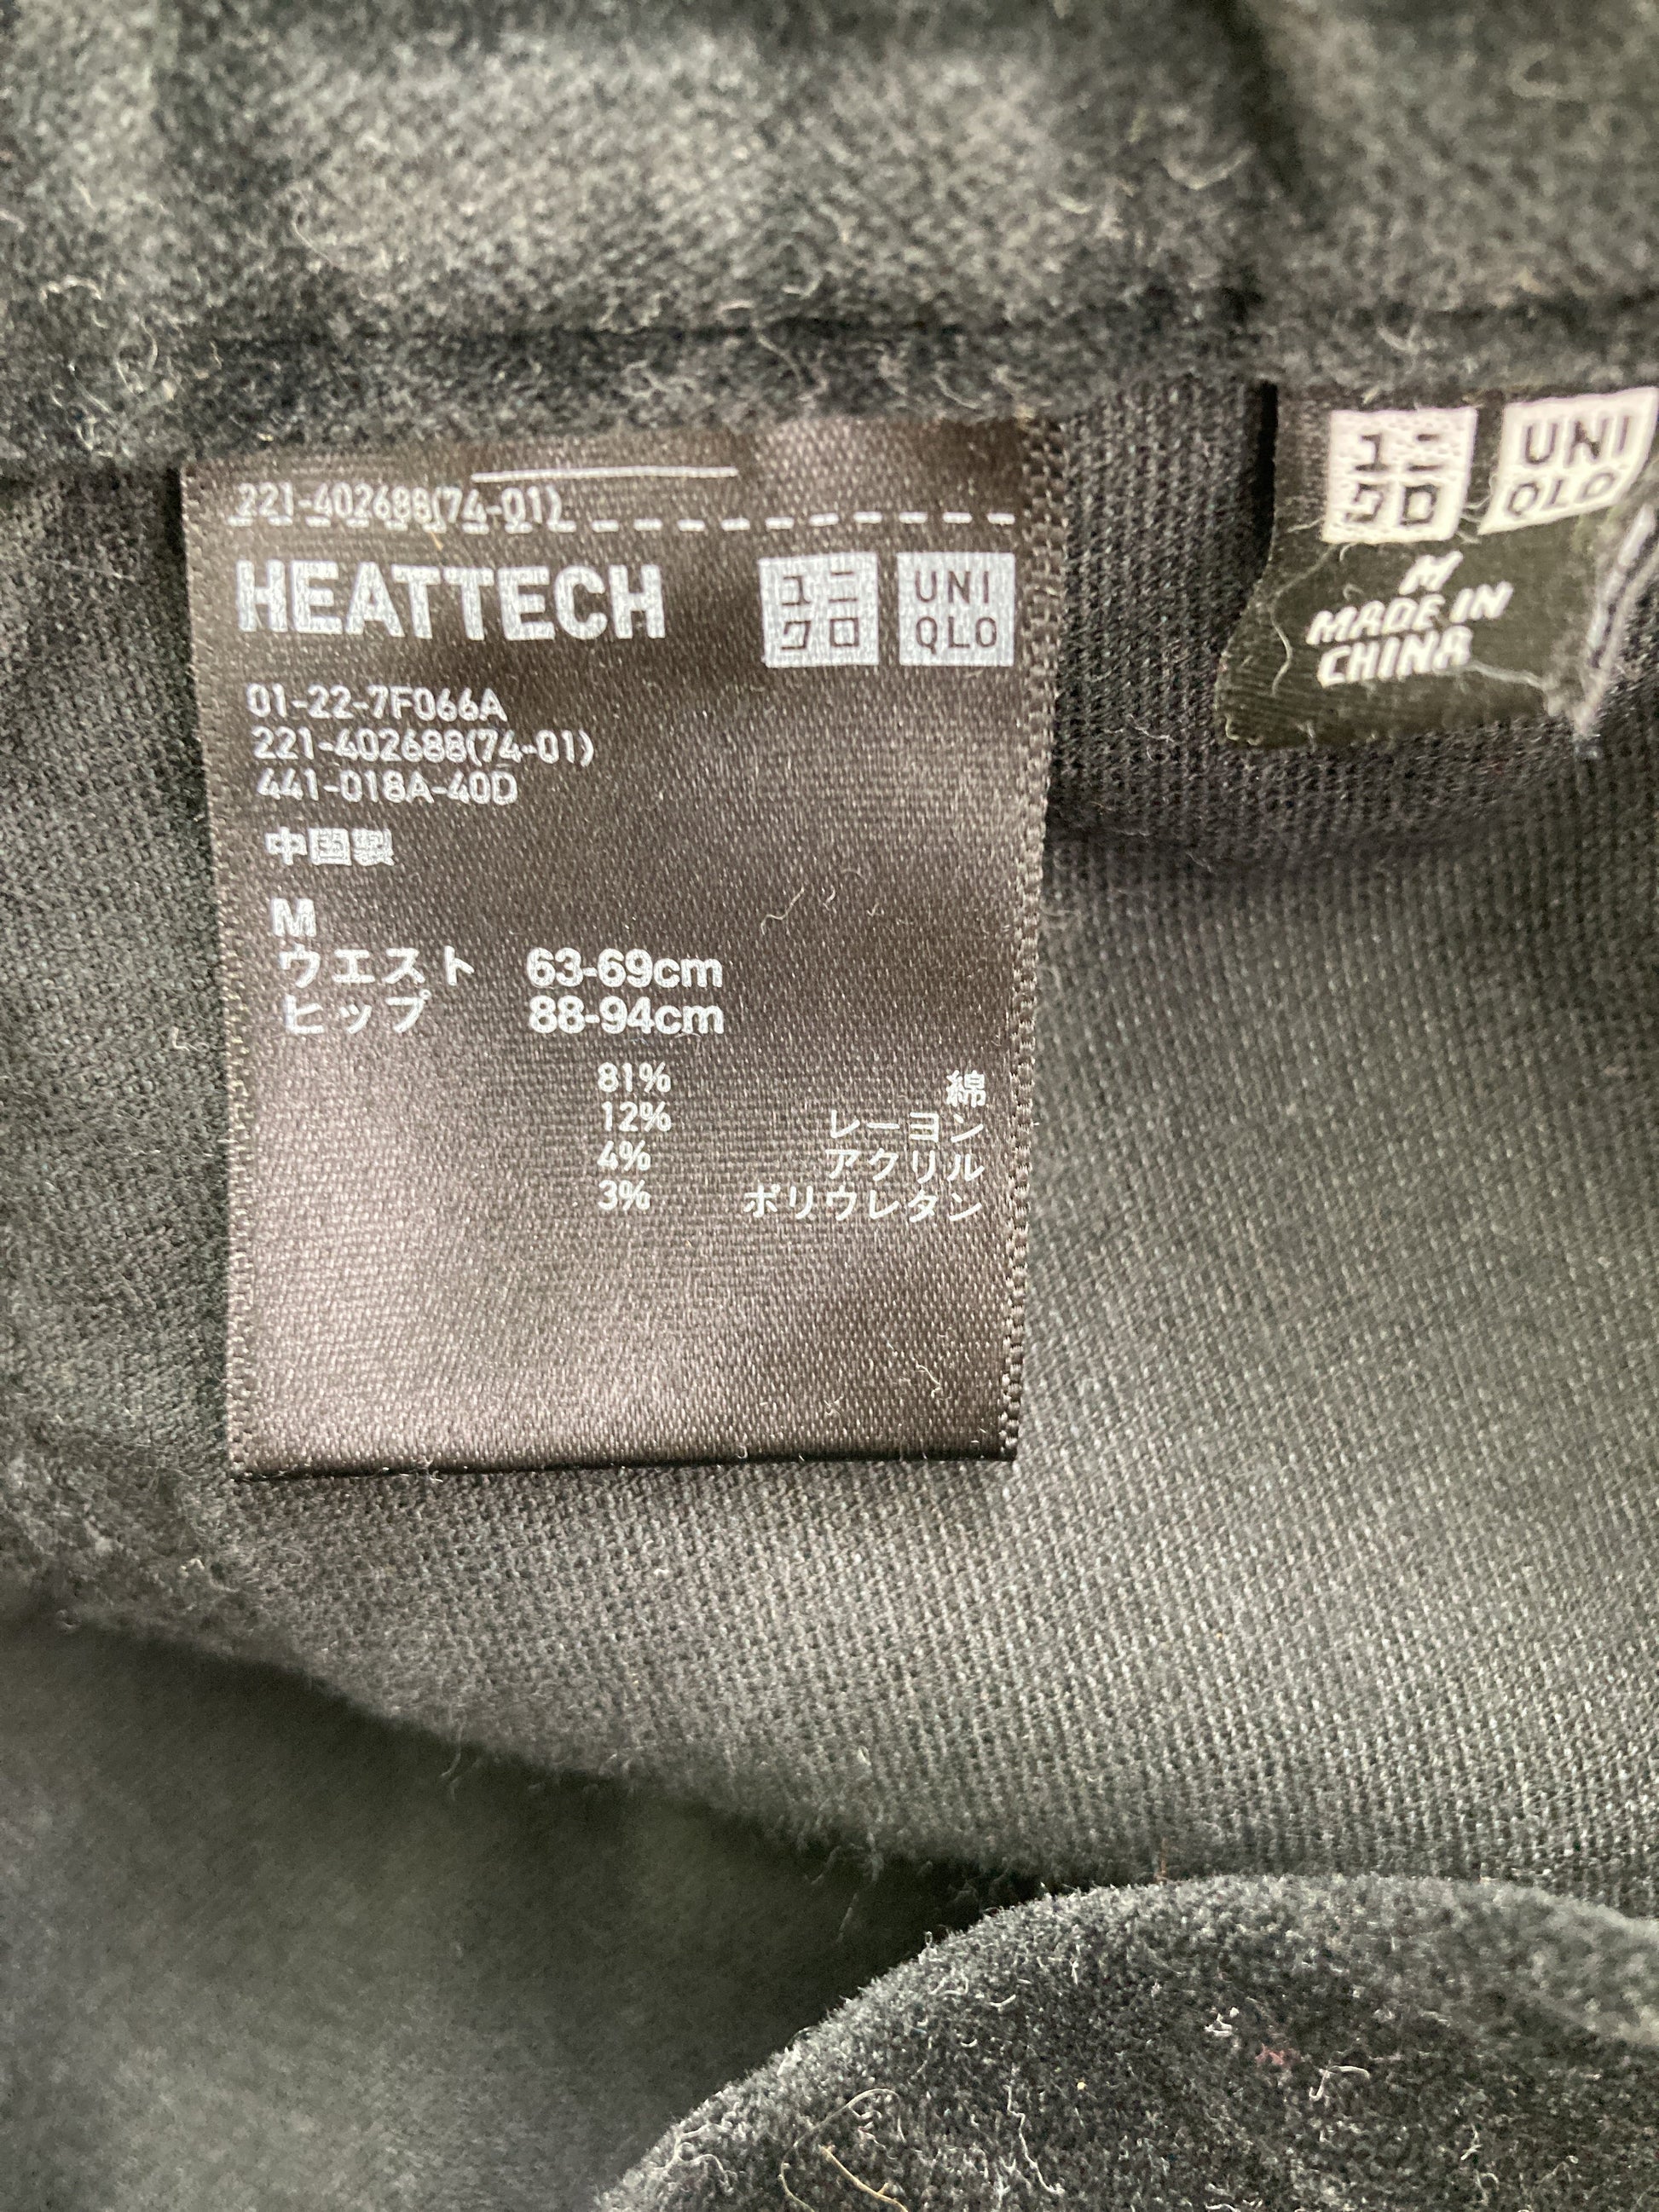 221-402688(74-01)
HEATTECH
ユニ
クロ
UNI
QLO
01-22-7F066A
221-402688(74-01)
441-018A-40D
中国製
M
ウエスト 63-69cm
ヒップ 88-94cm
81% 綿
12% レーヨン
4% アクリル
3% ポリウレタン
ユニ
クロ
UNI
QLO
M
MADE IN
CHINA